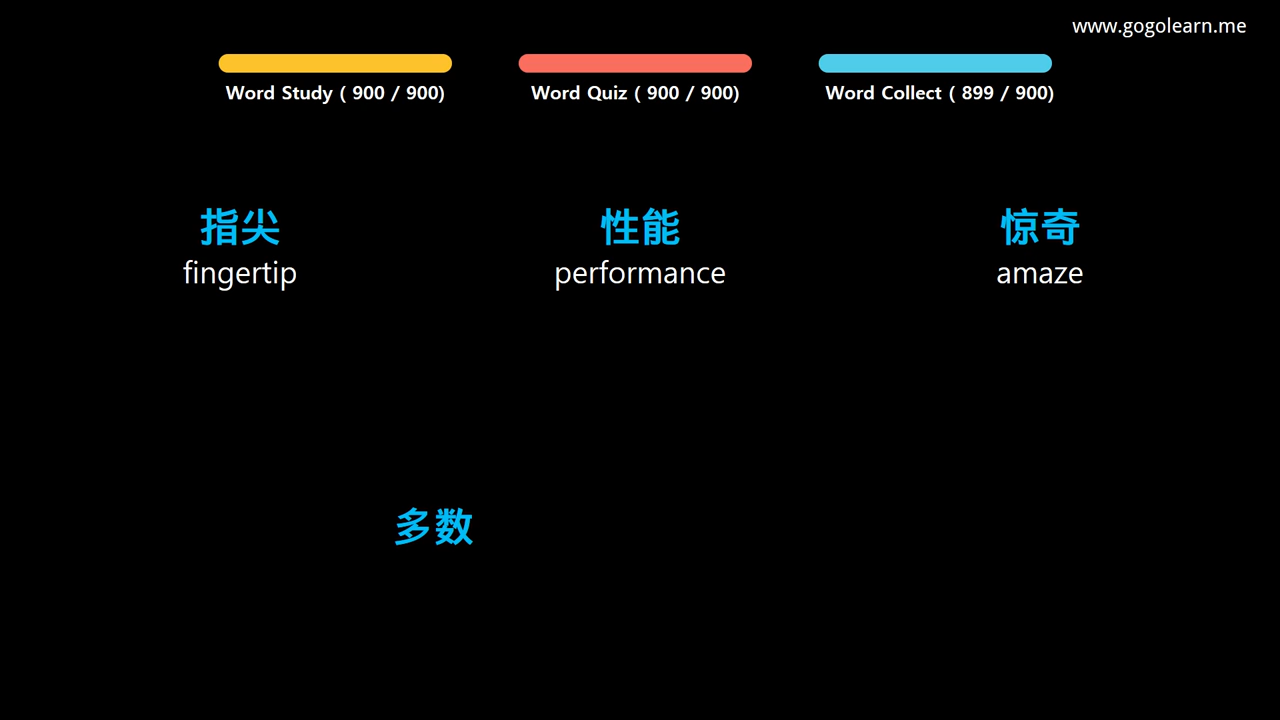 www.gogolearn.me
Word Study ( 900 / 900)
Word Quiz ( 900 / 900)
Word Collect ( 899 / 900)
指尖
fingertip
性能
performance
惊奇
amaze
多数